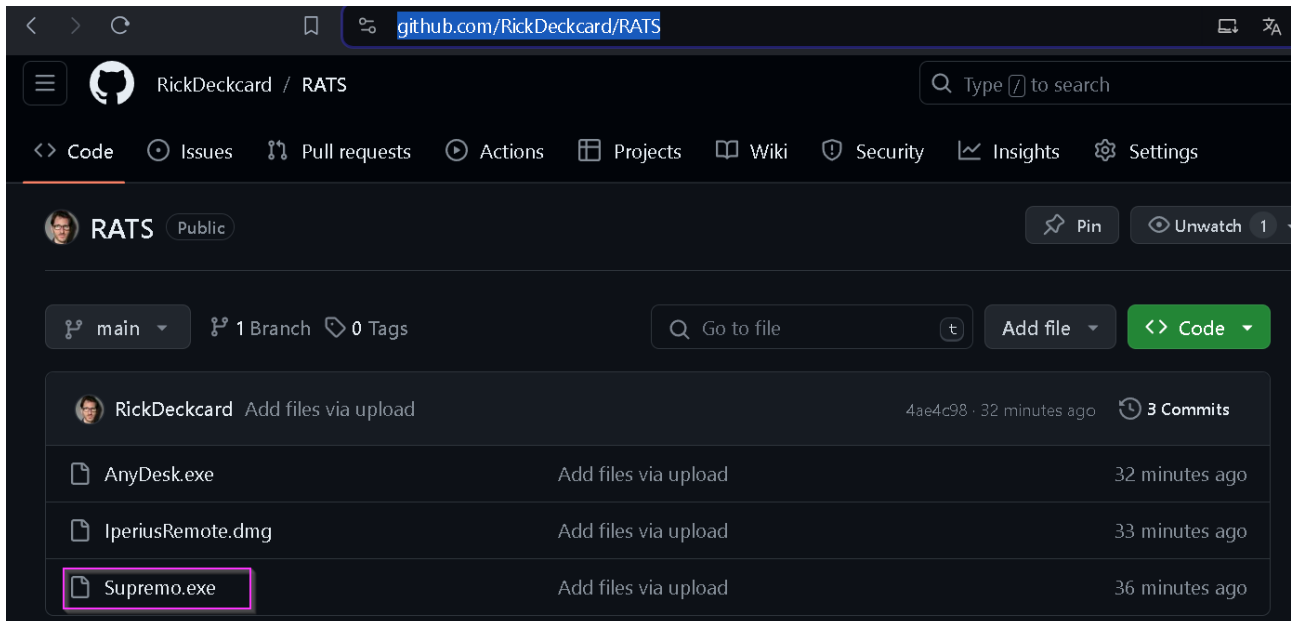 github.com/RickDeckcard/RATS
RickDeckcard / RATS
Type / to search
Code Issues Pull requests Actions Projects Wiki Security Insights Settings
RATS Public Pin Unwatch 1
main 1 Branch 0 Tags Go to file t Add file Code
RickDeckcard Add files via upload 4ae4c98 · 32 minutes ago 3 Commits
AnyDesk.exe Add files via upload 32 minutes ago
IperiusRemote.dmg Add files via upload 33 minutes ago
Supremo.exe Add files via upload 36 minutes ago